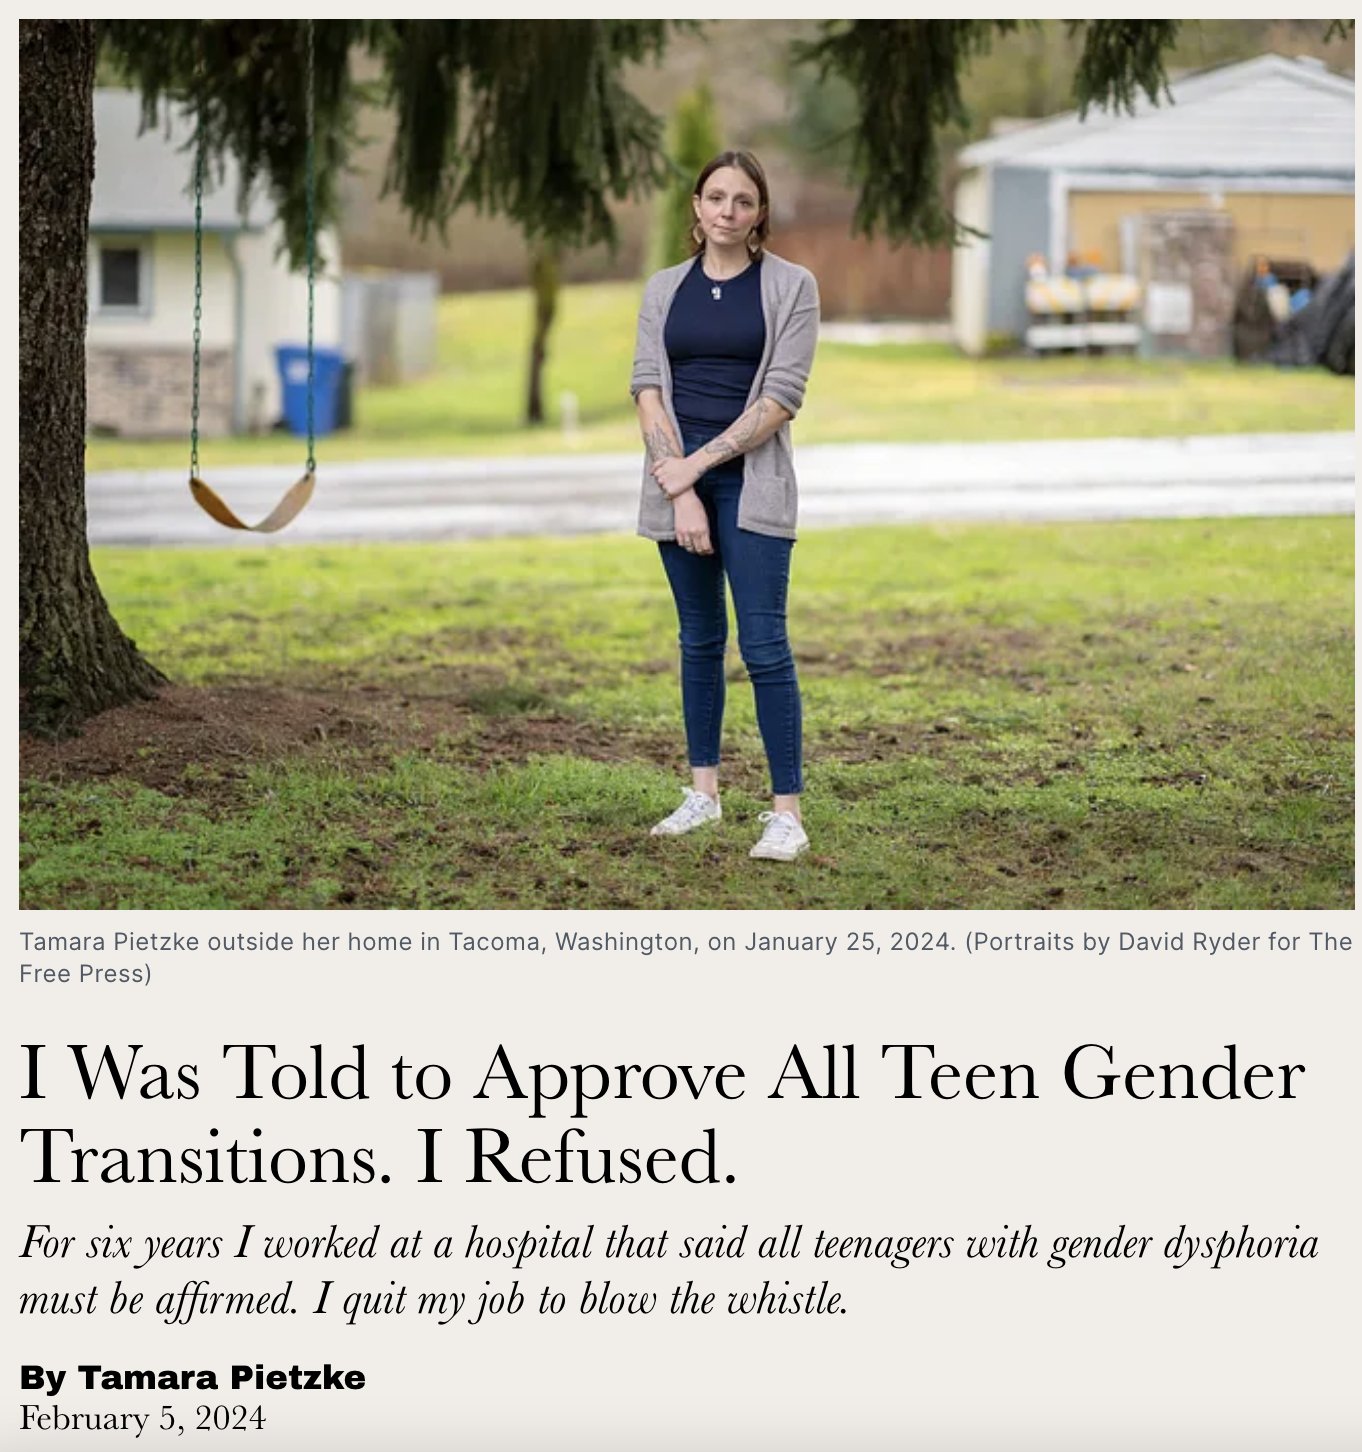 Tamara Pietzke outside her home in Tacoma, Washington, on January 25, 2024. (Portraits by David Ryder for The
Free Press)
I Was Told to Approve All Teen Gender
Transitions. I Refused.
For six years I worked at a hospital that said all teenagers with gender dysphoria
must be affirmed. I quit my job to blow the whistle.
By Tamara Pietzke
February 5, 2024